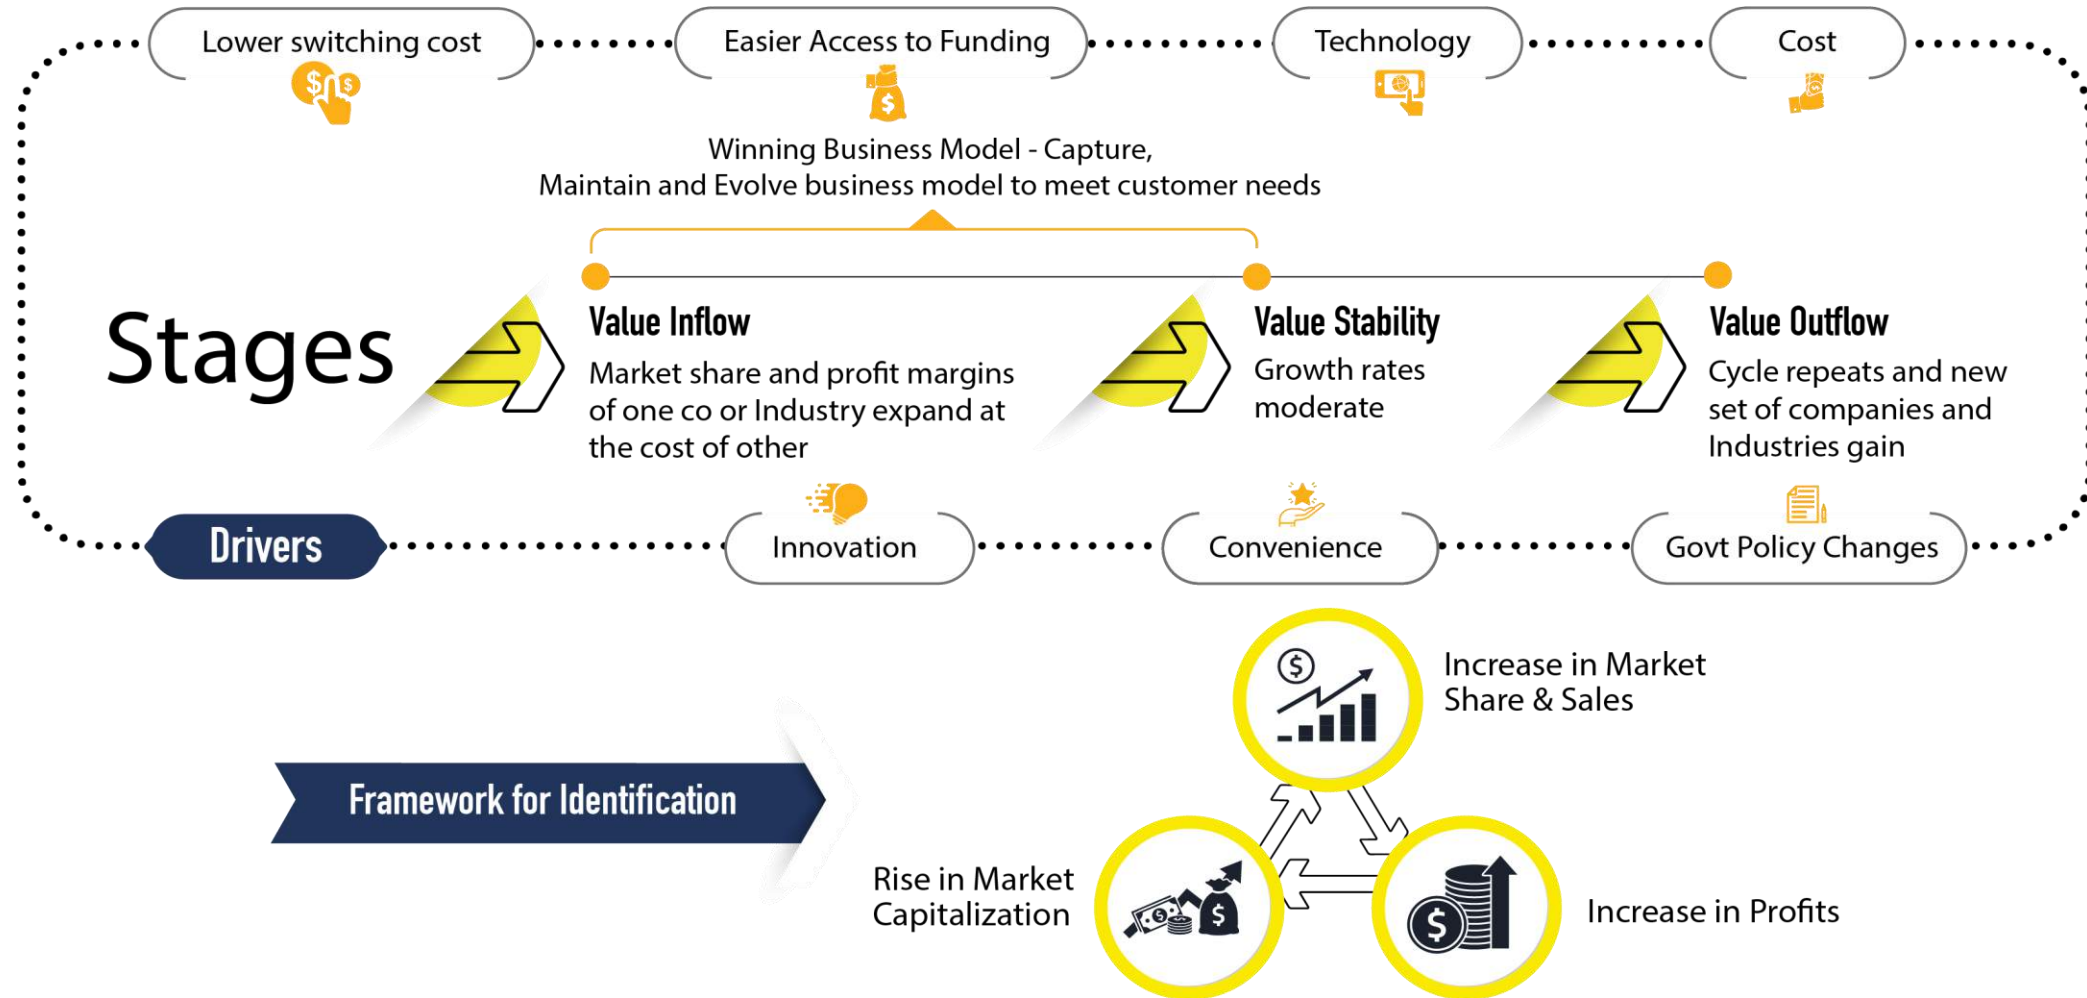 Lower switching cost
Easier Access to Funding
Technology
Cost
Winning Business Model - Capture,
Maintain and Evolve business model to meet customer needs
Stages
Value Inflow
Market share and profit margins
of one co or Industry expand at
the cost of other
Value Stability
Growth rates
moderate
Value Outflow
Cycle repeats and new
set of companies and
Industries gain
Drivers
Innovation
Convenience
Govt Policy Changes
Framework for Identification
Increase in Market
Share & Sales
Rise in Market
Capitalization
Increase in Profits